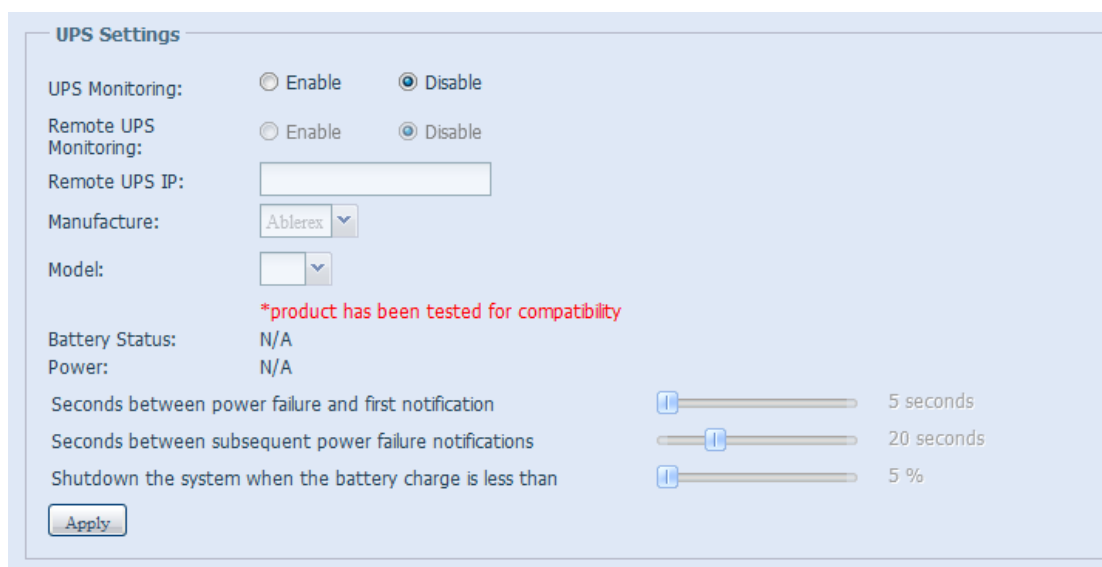 UPS Settings
UPS Monitoring: Enable Disable
Remote UPS
Monitoring: Enable Disable
Remote UPS IP:
Manufacture: Ablerex
Model:
*product has been tested for compatibility
Battery Status: N/A
Power: N/A
Seconds between power failure and first notification 5 seconds
Seconds between subsequent power failure notifications 20 seconds
Shutdown the system when the battery charge is less than 5 %
Apply